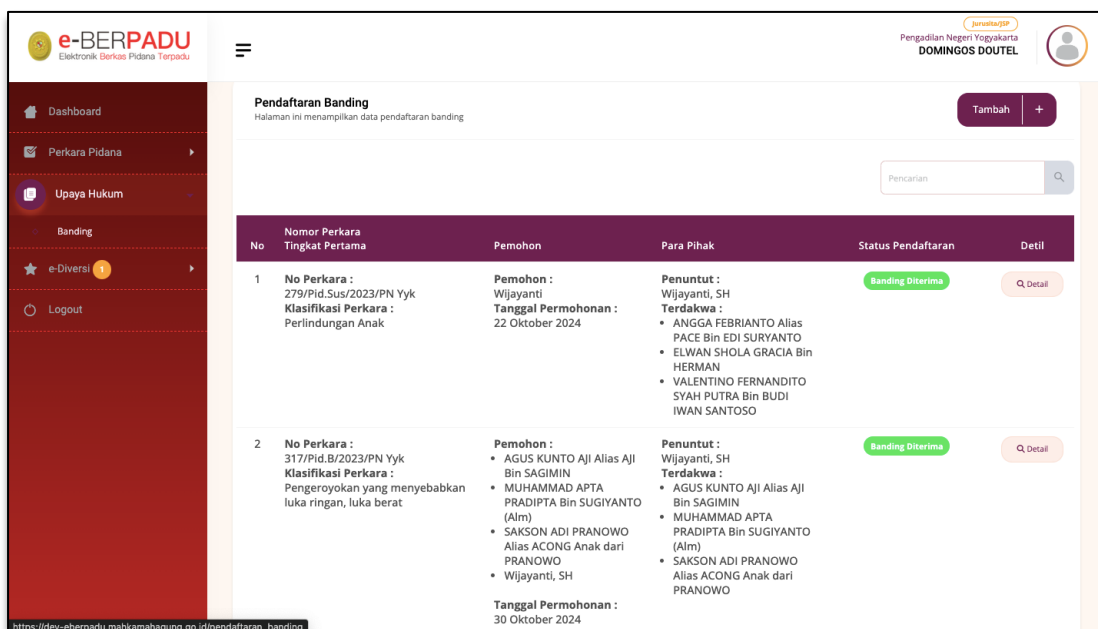 e-BERPADU
Elektronik Berkas Pidana Terpadu
Jurusita/JSP
Pengadilan Negeri Yogyakarta
DOMINGOS DOUTEL
Dashboard
Perkara Pidana
Upaya Hukum
Banding
e-Diversi 1
Logout
Pendaftaran Banding
Halaman ini menampilkan data pendaftaran banding
Tambah +
Pencarian
No
Nomor Perkara
Tingkat Pertama
Pemohon
Para Pihak
Status Pendaftaran
Detil
1
No Perkara :
279/Pid.Sus/2023/PN Yyk
Klasifikasi Perkara :
Perlindungan Anak
Pemohon :
Wijayanti
Tanggal Permohonan :
22 Oktober 2024
Penuntut :
Wijayanti, SH
Terdakwa :
• ANGGA FEBRIANTO Alias
PACE Bin EDI SURYANTO
• ELWAN SHOLA GRACIA Bin
HERMAN
• VALENTINO FERNANDITO
SYAH PUTRA Bin BUDI
IWAN SANTOSO
Banding Diterima
Detail
2
No Perkara :
317/Pid.B/2023/PN Yyk
Klasifikasi Perkara :
Pengeroyokan yang menyebabkan
luka ringan, luka berat
Pemohon :
• AGUS KUNTO AJI Alias AJI
Bin SAGIMIN
• MUHAMMAD APTA
PRADIPTA Bin SUGIYANTO
(Alm)
• SAKSON ADI PRANOWO
Alias ACONG Anak dari
PRANOWO
• Wijayanti, SH
Tanggal Permohonan :
30 Oktober 2024
Penuntut :
Wijayanti, SH
Terdakwa :
• AGUS KUNTO AJI Alias AJI
Bin SAGIMIN
• MUHAMMAD APTA
PRADIPTA Bin SUGIYANTO
(Alm)
• SAKSON ADI PRANOWO
Alias ACONG Anak dari
PRANOWO
Banding Diterima
Detail
https://dev-eberpadu.mahkamahagung.go.id/pendaftaran_banding